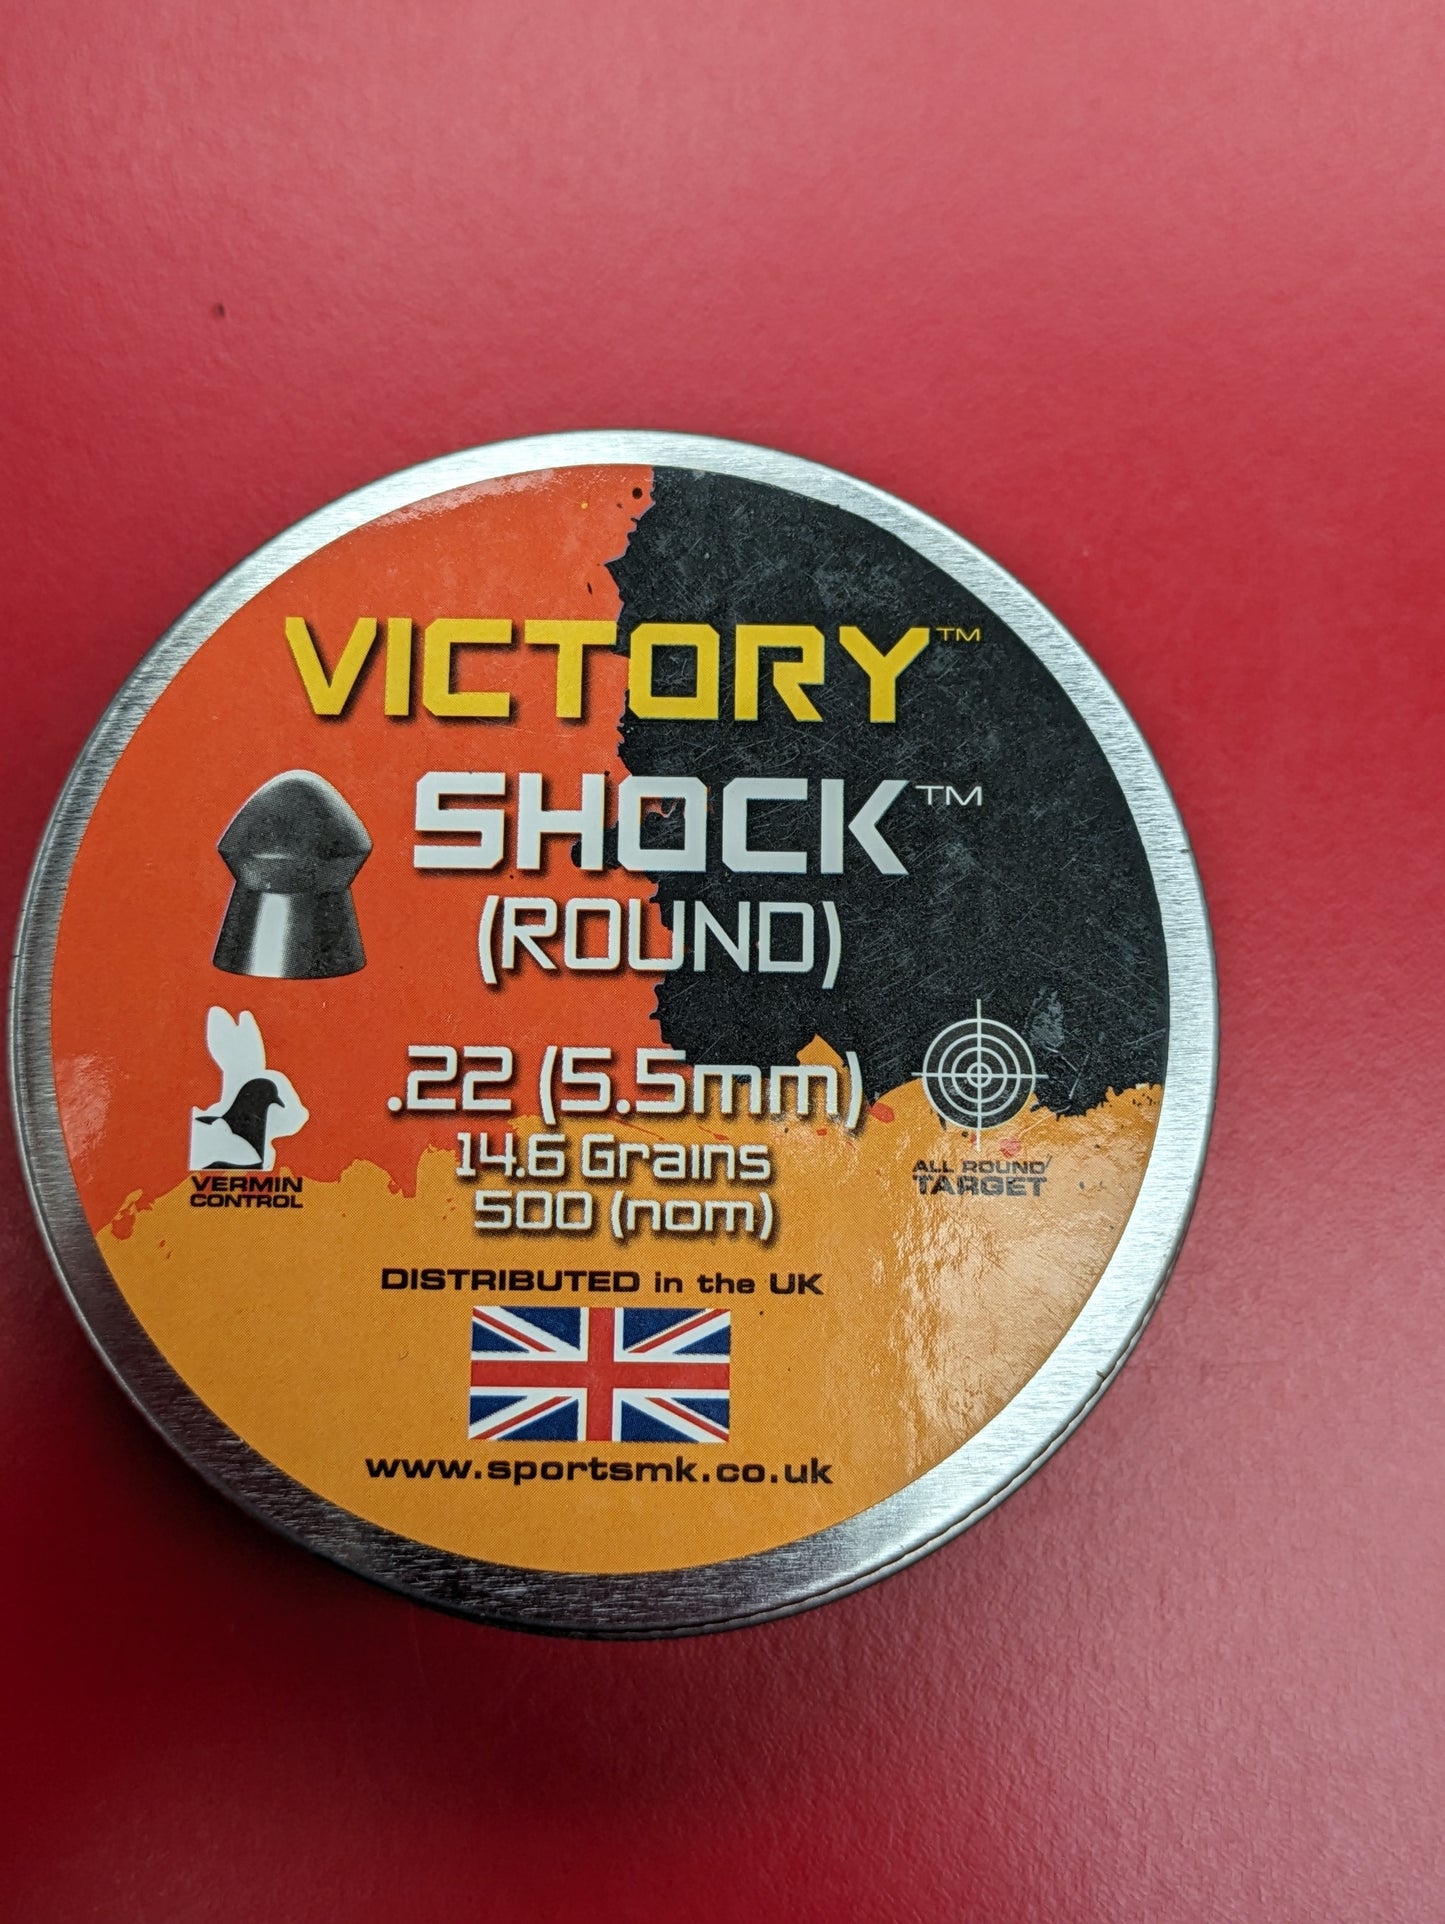 VICTORY™
SHOCK™
(ROUND)
.22 (5.5mm)
14.6 Grains
500 (nom)
VERMIN
CONTROL
ALL ROUND/
TARGET
DISTRIBUTED in the UK
www.sportsmk.co.uk